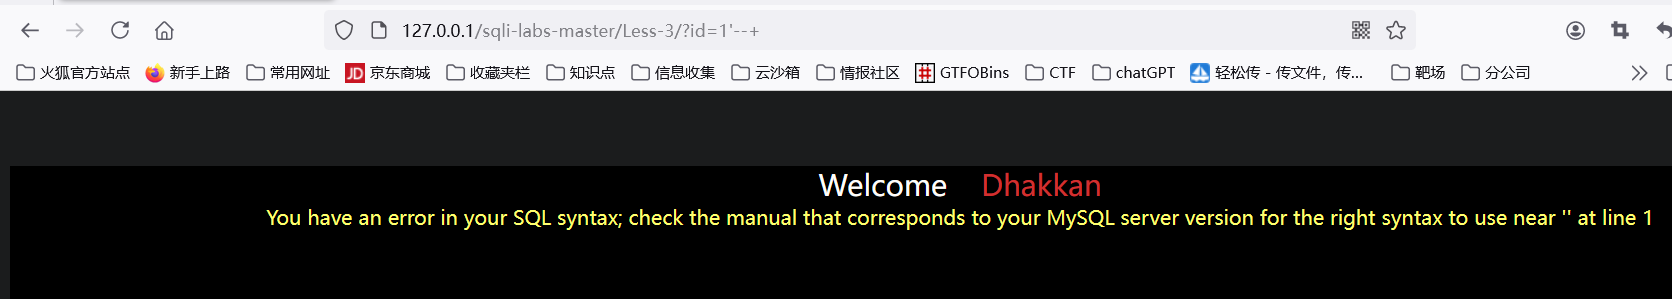 127.0.0.1/sqli-labs-master/Less-3/?id=1'--+
火狐官方站点 新手上路 常用网址 JD 京东商城 收藏夹栏 知识点 信息收集 云沙箱 情报社区 GTFOBins CTF chatGPT 轻松传 - 传文件，传... 靶场 分公司
Welcome Dhakkan
You have an error in your SQL syntax; check the manual that corresponds to your MySQL server version for the right syntax to use near '' at line 1